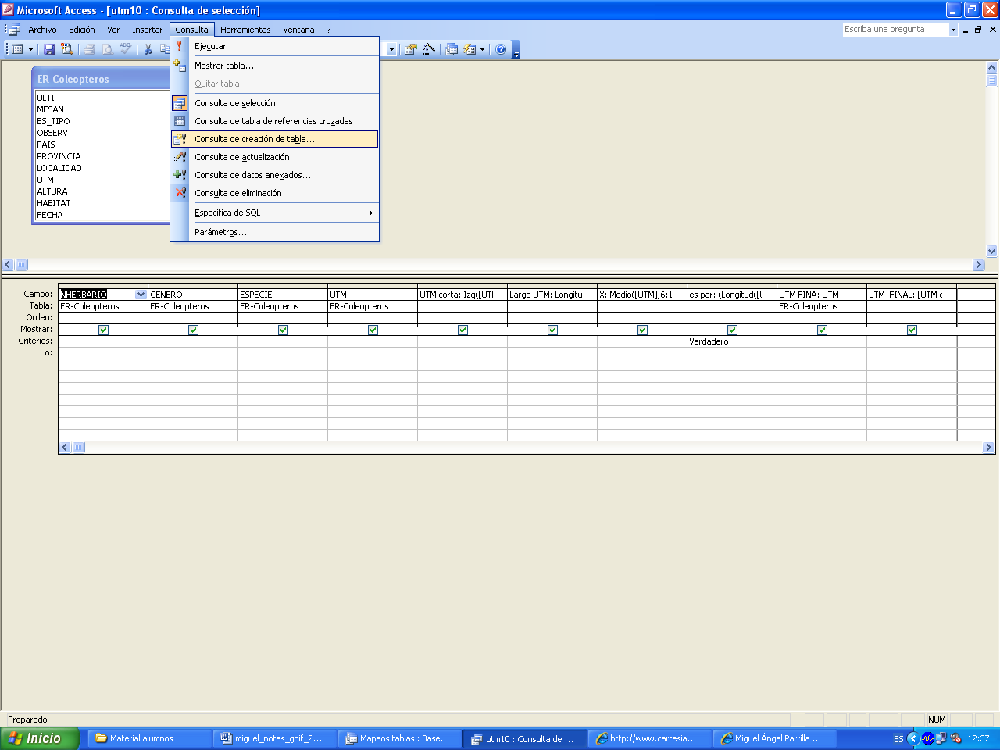 Microsoft Access - [utm10 : Consulta de selección]
Archivo Edición Ver Insertar Consulta Herramientas Ventana ? Escriba una pregunta
ER-Coleopteros
ULTI
MESAN
ES_TIPO
OBSERV
PAIS
PROVINCIA
LOCALIDAD
UTM
ALTURA
HABITAT
FECHA
Ejecutar
Mostrar tabla...
Quitar tabla
Consulta de selección
Consulta de tabla de referencias cruzadas
Consulta de creación de tabla...
Consulta de actualización
Consulta de datos anexados...
Consulta de eliminación
Específica de SQL
Parámetros...
Campo: NHERBARIO GENERO ESPECIE UTM UTM corta: Izq([UTI Largo UTM: Longitu X: Medio([UTM];6;1 es par: (Longitud([L UTM FINA: UTM uTM FINAL: [UTM c
Tabla: ER-Coleopteros ER-Coleopteros ER-Coleopteros ER-Coleopteros ER-Coleopteros
Orden:
Mostrar:
Criterios: Verdadero
o:
Preparado NUM
Inicio Material alumnos miguel_notas_gbif_2... Mapeos tablas : Base... utm10 : Consulta de ... http://www.cartesia.... Miguel Ángel Parrilla ... ES 12:37